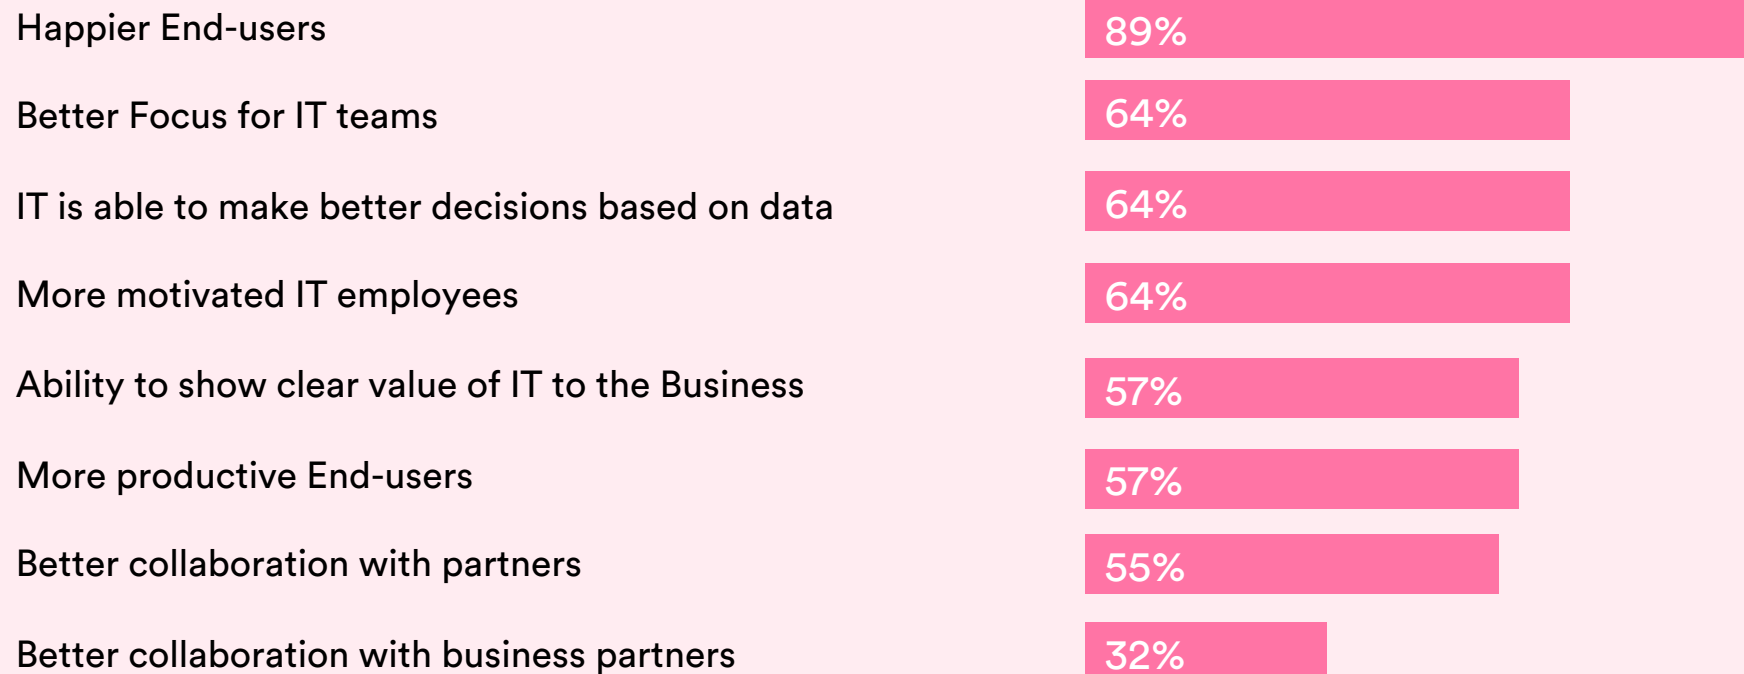 Happier End-users 89%
Better Focus for IT teams 64%
IT is able to make better decisions based on data 64%
More motivated IT employees 64%
Ability to show clear value of IT to the Business 57%
More productive End-users 57%
Better collaboration with partners 55%
Better collaboration with business partners 32%